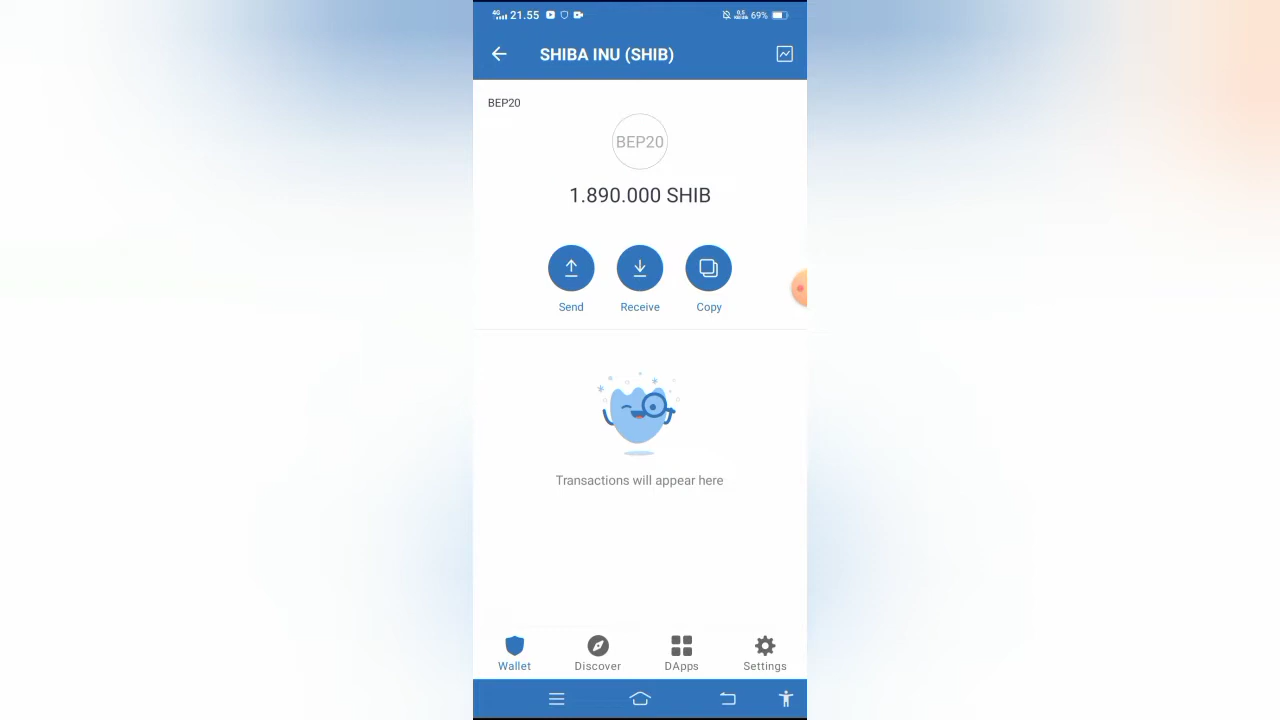 4G 21.55 69%
SHIBA INU (SHIB)
BEP20
BEP20
1.890.000 SHIB
Send Receive Copy
Transactions will appear here
Wallet Discover DApps Settings